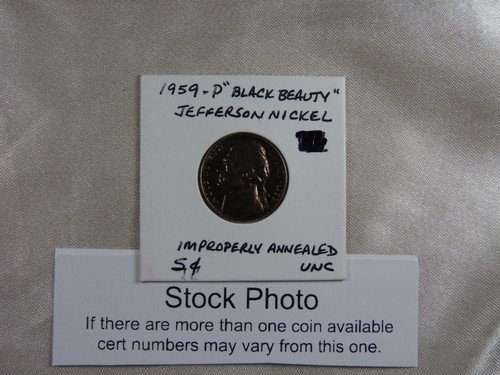 1959-P "BLACK BEAUTY"
JEFFERSON NICKEL
IMPROPERLY ANNEALED
5¢ UNC
Stock Photo
If there are more than one coin available
cert numbers may vary from this one.